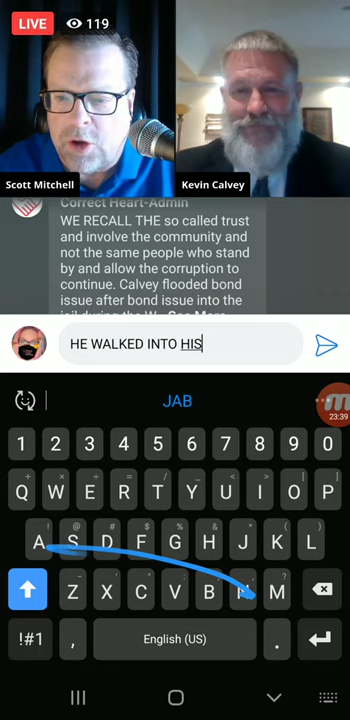 LIVE 119
Scott Mitchell
Kevin Calvey
Correct Heart-Admin
WE RECALL THE so called trust
and involve the community and
not the same people who stand
by and allow the corruption to
continue. Calvey flooded bond
issue after bond issue into the
jail during the W... See More
HE WALKED INTO HIS
JAB
23:39
1 2 3 4 5 6 7 8 9 0
Q W E R T Y U I O P
A S D F G H J K L
Z X C V B N M
!#1 , English (US) .